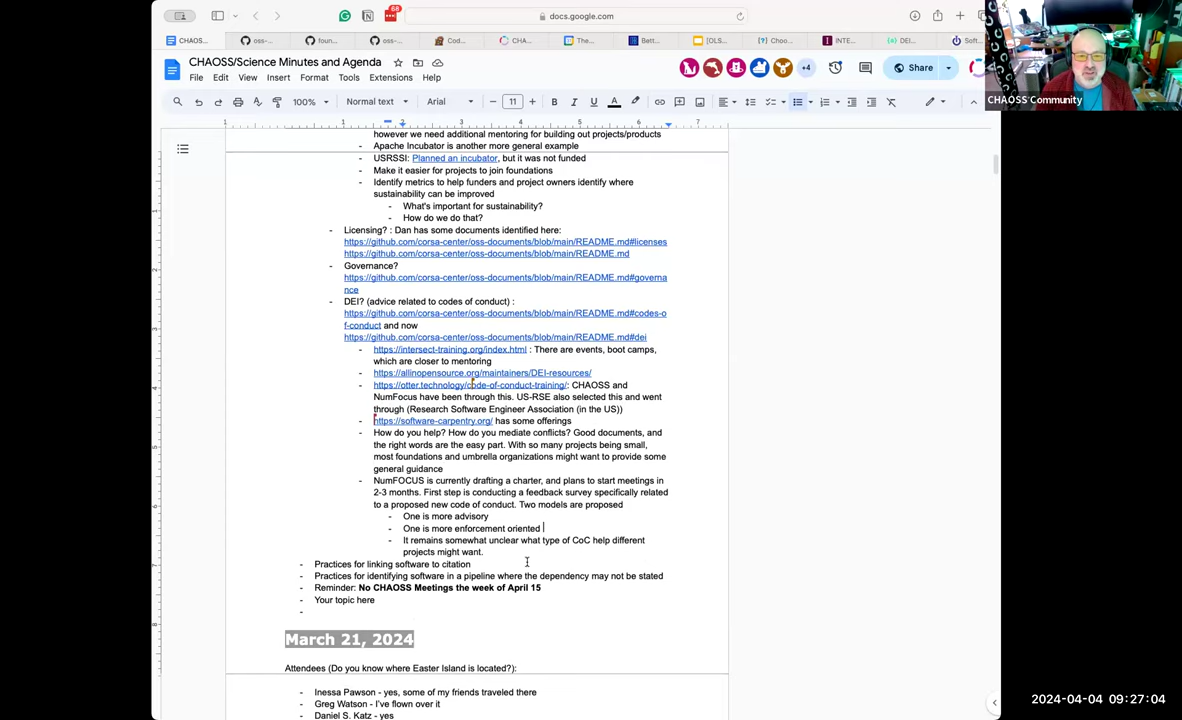 68
docs.google.com
CHAOS...
oss-...
foun...
oss-...
Cod...
CHA...
The...
Bett...
[OLS...
Choo...
INTE...
DEI...
Soft...
CHAOSS/Science Minutes and Agenda
File Edit View Insert Format Tools Extensions Help
+4
Share
CHAOSS Community
100% Normal text Arial 11
however we need additional mentoring for building out projects/products
- Apache Incubator is another more general example
- USRSSI: Planned an incubator, but it was not funded
- Make it easier for projects to join foundations
- Identify metrics to help funders and project owners identify where
sustainability can be improved
- What's important for sustainability?
- How do we do that?
- Licensing? : Dan has some documents identified here:
https://github.com/corsa-center/oss-documents/blob/main/README.md#licenses
https://github.com/corsa-center/oss-documents/blob/main/README.md
- Governance?
https://github.com/corsa-center/oss-documents/blob/main/README.md#governa
nce
- DEI? (advice related to codes of conduct) :
https://github.com/corsa-center/oss-documents/blob/main/README.md#codes-o
f-conduct and now
https://github.com/corsa-center/oss-documents/blob/main/README.md#dei
- https://intersect-training.org/index.html : There are events, boot camps,
which are closer to mentoring
- https://allinopensource.org/maintainers/DEI-resources/
- https://otter.technology/code-of-conduct-training/: CHAOSS and
NumFocus have been through this. US-RSE also selected this and went
through (Research Software Engineer Association (in the US))
- https://software-carpentry.org/ has some offerings
- How do you help? How do you mediate conflicts? Good documents, and
the right words are the easy part. With so many projects being small,
most foundations and umbrella organizations might want to provide some
general guidance
- NumFOCUS is currently drafting a charter, and plans to start meetings in
2-3 months. First step is conducting a feedback survey specifically related
to a proposed new code of conduct. Two models are proposed
- One is more advisory
- One is more enforcement oriented
- It remains somewhat unclear what type of CoC help different
projects might want.
- Practices for linking software to citation
- Practices for identifying software in a pipeline where the dependency may not be stated
- Reminder: No CHAOSS Meetings the week of April 15
- Your topic here
-
March 21, 2024
Attendees (Do you know where Easter Island is located?):
- Inessa Pawson - yes, some of my friends traveled there
- Greg Watson - I've flown over it
- Daniel S. Katz - yes
2024-04-04 09:27:04